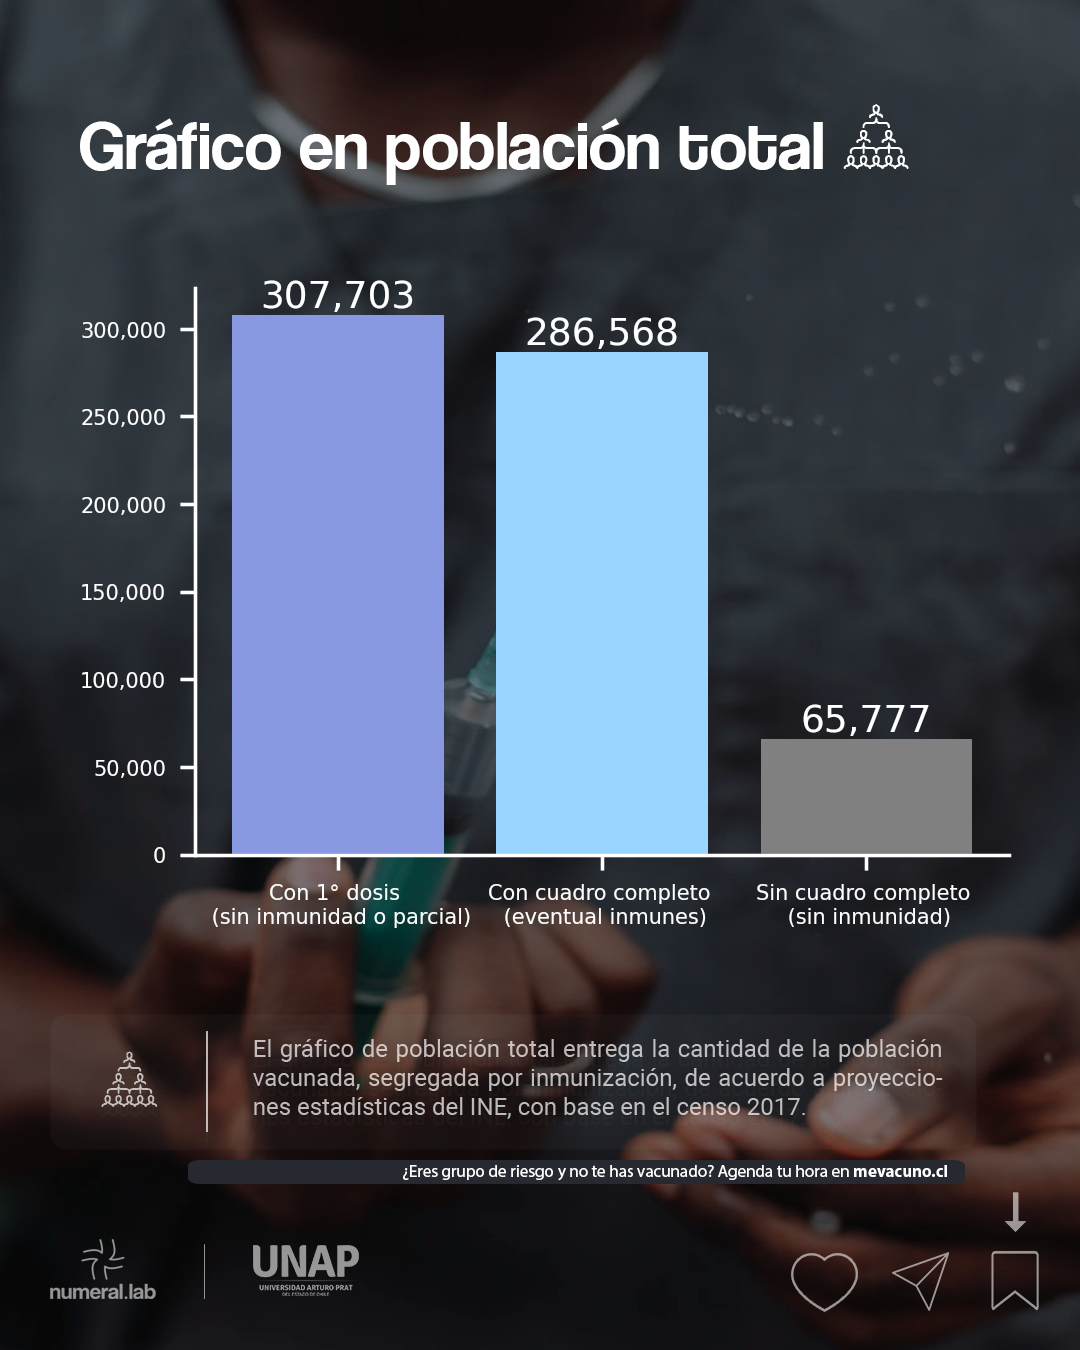 Gráfico en población total
307,703
286,568
65,777
300,000
250,000
200,000
150,000
100,000
50,000
0
Con 1° dosis
(sin inmunidad o parcial)
Con cuadro completo
(eventual inmunes)
Sin cuadro completo
(sin inmunidad)
El gráfico de población total entrega la cantidad de la población
vacunada, segregada por inmunización, de acuerdo a proyeccio-
nes estadísticas del INE, con base en el censo 2017.
¿Eres grupo de riesgo y no te has vacunado? Agenda tu hora en mevacuno.cl
numeral.lab
UNAP
UNIVERSIDAD ARTURO PRAT
DEL ESTADO DE CHILE